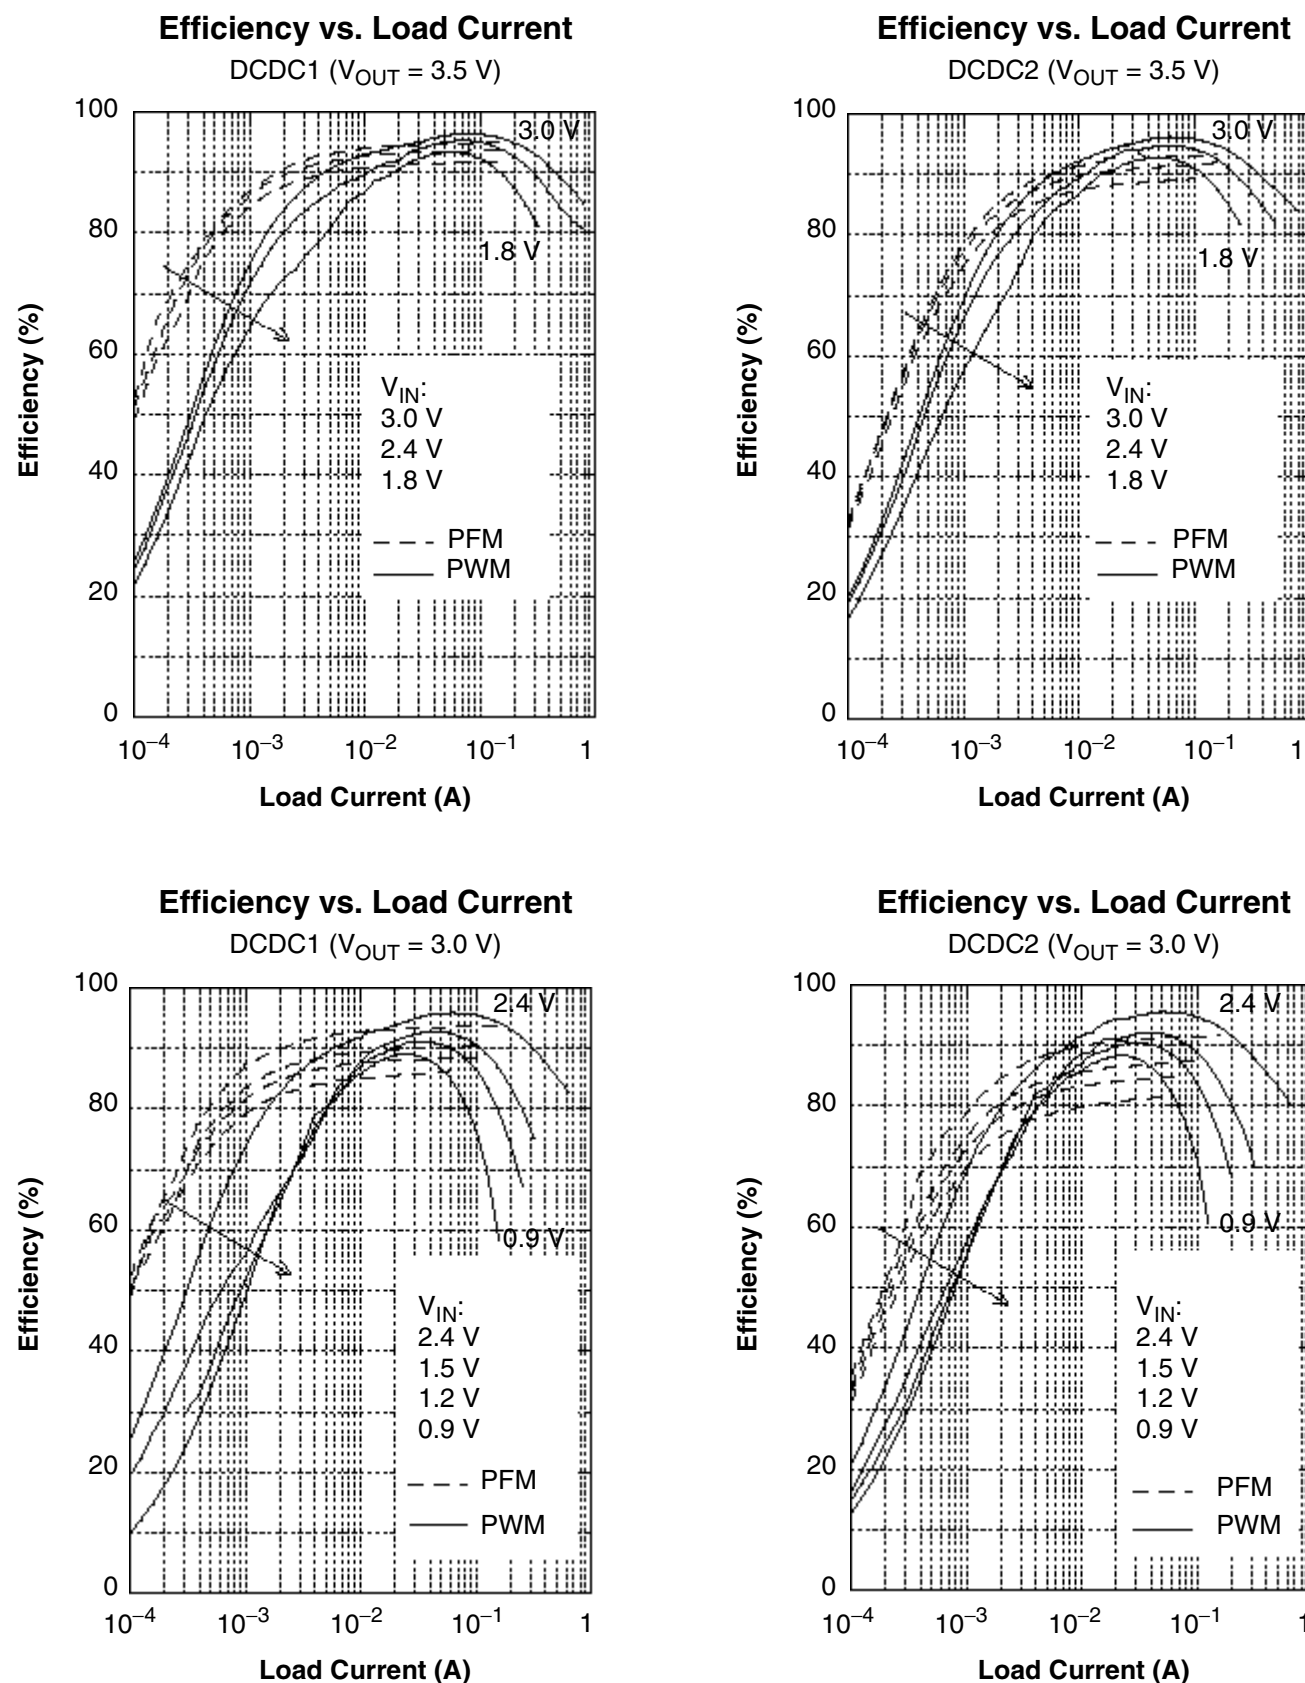 Efficiency vs. Load Current
DCDC1 (VOUT = 3.5 V)
100
80
60
40
20
0
Efficiency (%)
3.0 V
1.8 V
VIN:
3.0 V
2.4 V
1.8 V
PFM
PWM
10–4 10–3 10–2 10–1 1
Load Current (A)
Efficiency vs. Load Current
DCDC2 (VOUT = 3.5 V)
100
80
60
40
20
0
Efficiency (%)
3.0 V
1.8 V
VIN:
3.0 V
2.4 V
1.8 V
PFM
PWM
10–4 10–3 10–2 10–1 1
Load Current (A)
Efficiency vs. Load Current
DCDC1 (VOUT = 3.0 V)
100
80
60
40
20
0
Efficiency (%)
2.4 V
0.9 V
VIN:
2.4 V
1.5 V
1.2 V
0.9 V
PFM
PWM
10–4 10–3 10–2 10–1 1
Load Current (A)
Efficiency vs. Load Current
DCDC2 (VOUT = 3.0 V)
100
80
60
40
20
0
Efficiency (%)
2.4 V
0.9 V
VIN:
2.4 V
1.5 V
1.2 V
0.9 V
PFM
PWM
10–4 10–3 10–2 10–1 1
Load Current (A)